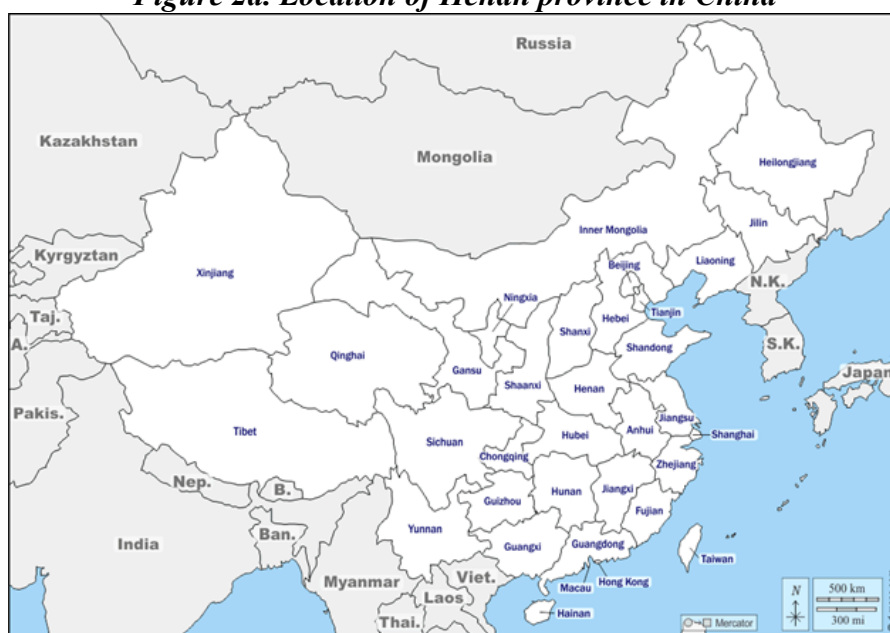 Figure 2a. Location of Henan province in China
Russia
Kazakhstan
Mongolia
Heilongjiang
Jilin
Inner Mongolia
Kyrgyztan
Beijing
Liaoning
Xinjiang
N.K.
Ningxia
Tianjin
Taj.
Hebei
Shanxi
A.
S.K.
Shandong
Qinghai
Gansu
Japan
Shaanxi
Henan
Pakis.
Jiangsu
Tibet
Anhui
Shanghai
Hubei
Sichuan
Chongqing
Zhejiang
Nep.
B.
Hunan
Jiangxi
Guizhou
Fujian
Yunnan
Ban.
India
Guangxi
Guangdong
Taiwan
Viet.
Myanmar
Macau
Hong Kong
Laos
N
500 km
300 mi
Hainan
Thai.
Mercator